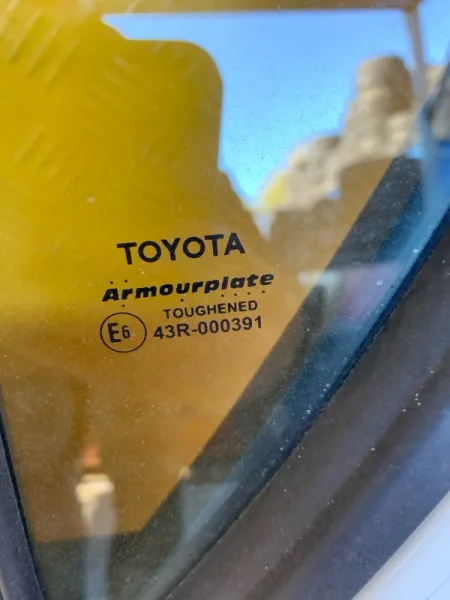 TOYOTA
Armourplate
TOUGHENED
E6 43R-000391